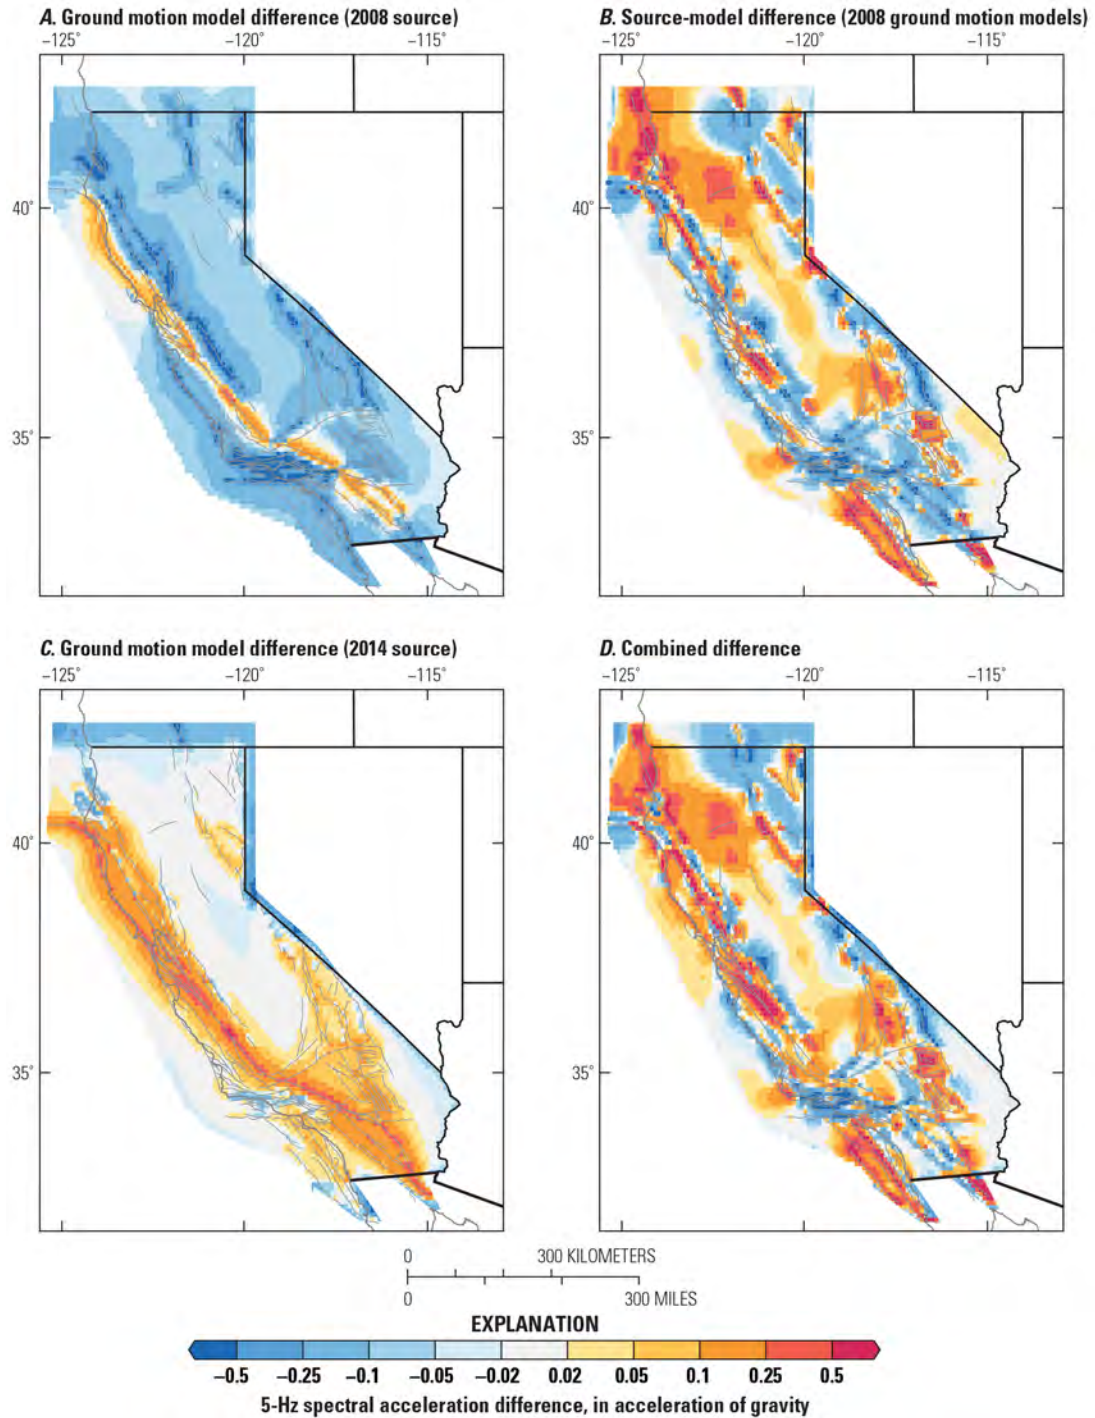 A. Ground motion model difference (2008 source)
−125° −120° −115°
40°
35°
B. Source-model difference (2008 ground motion models)
−125° −120° −115°
40°
35°
C. Ground motion model difference (2014 source)
−125° −120° −115°
40°
35°
D. Combined difference
−125° −120° −115°
40°
35°
0 300 KILOMETERS
0 300 MILES
EXPLANATION
−0.5 −0.25 −0.1 −0.05 −0.02 0.02 0.05 0.1 0.25 0.5
5-Hz spectral acceleration difference, in acceleration of gravity